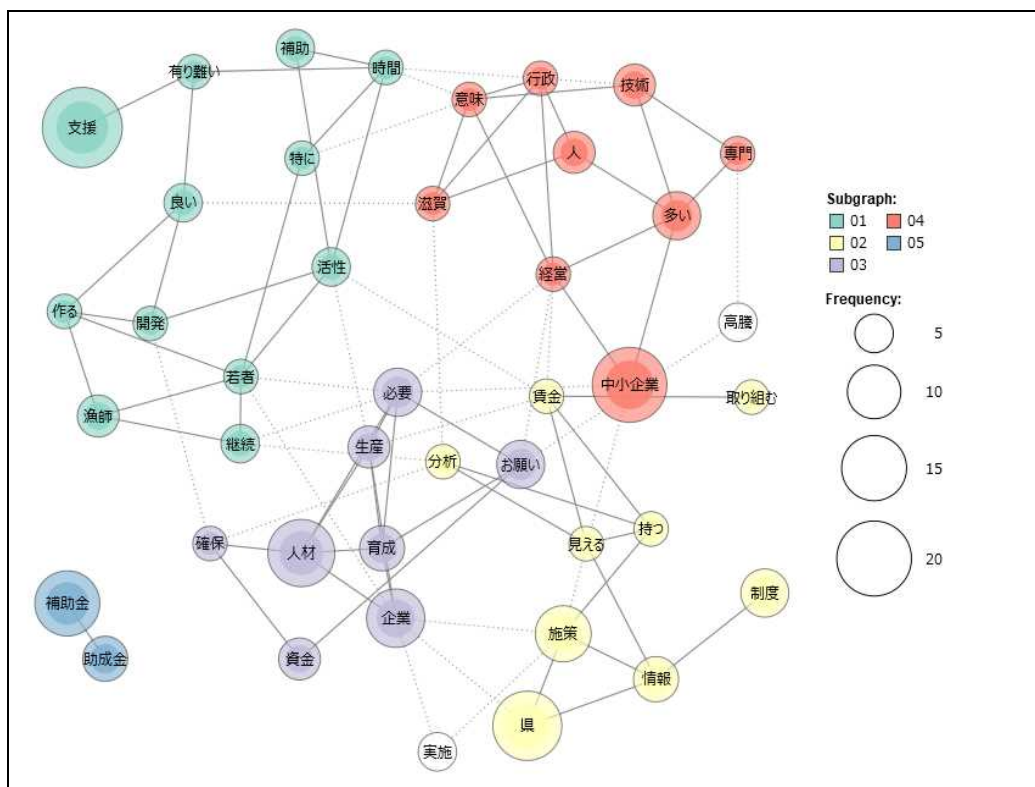 補助
有り難い
時間
支援
特に
良い
活性
作る
開発
若者
漁師
継続
行政
意味
技術
人
専門
滋賀
多い
経営
高騰
中小企業
必要
賃金
取り組む
生産
分析
お願い
確保
人材
育成
見える
持つ
企業
施策
制度
補助金
助成金
資金
情報
県
実施
Subgraph:
01 04
02 05
03
Frequency:
5
10
15
20